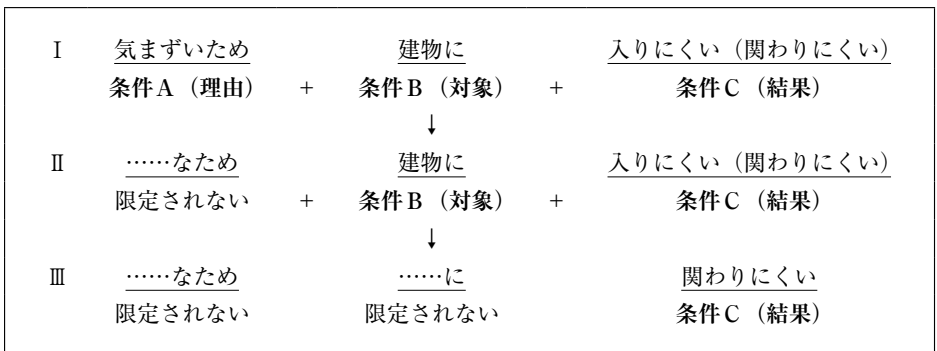 Ⅰ 気まずいため 建物に 入りにくい（関わりにくい）
条件A（理由） + 条件B（対象） + 条件C（結果）
↓
Ⅱ ……なため 建物に 入りにくい（関わりにくい）
限定されない + 条件B（対象） + 条件C（結果）
↓
Ⅲ ……なため ……に 関わりにくい
限定されない 限定されない 条件C（結果）